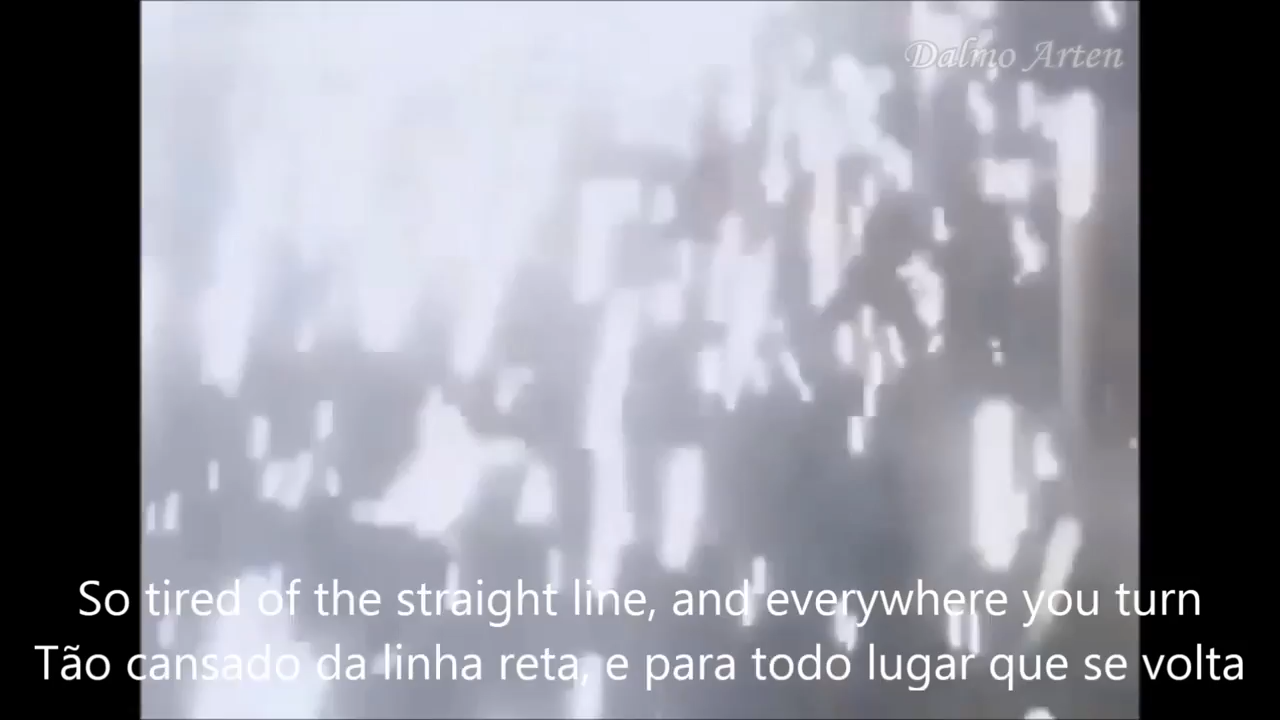 Dalmo Arten
So tired of the straight line, and everywhere you turn
Tão cansado da linha reta, e para todo lugar que se volta